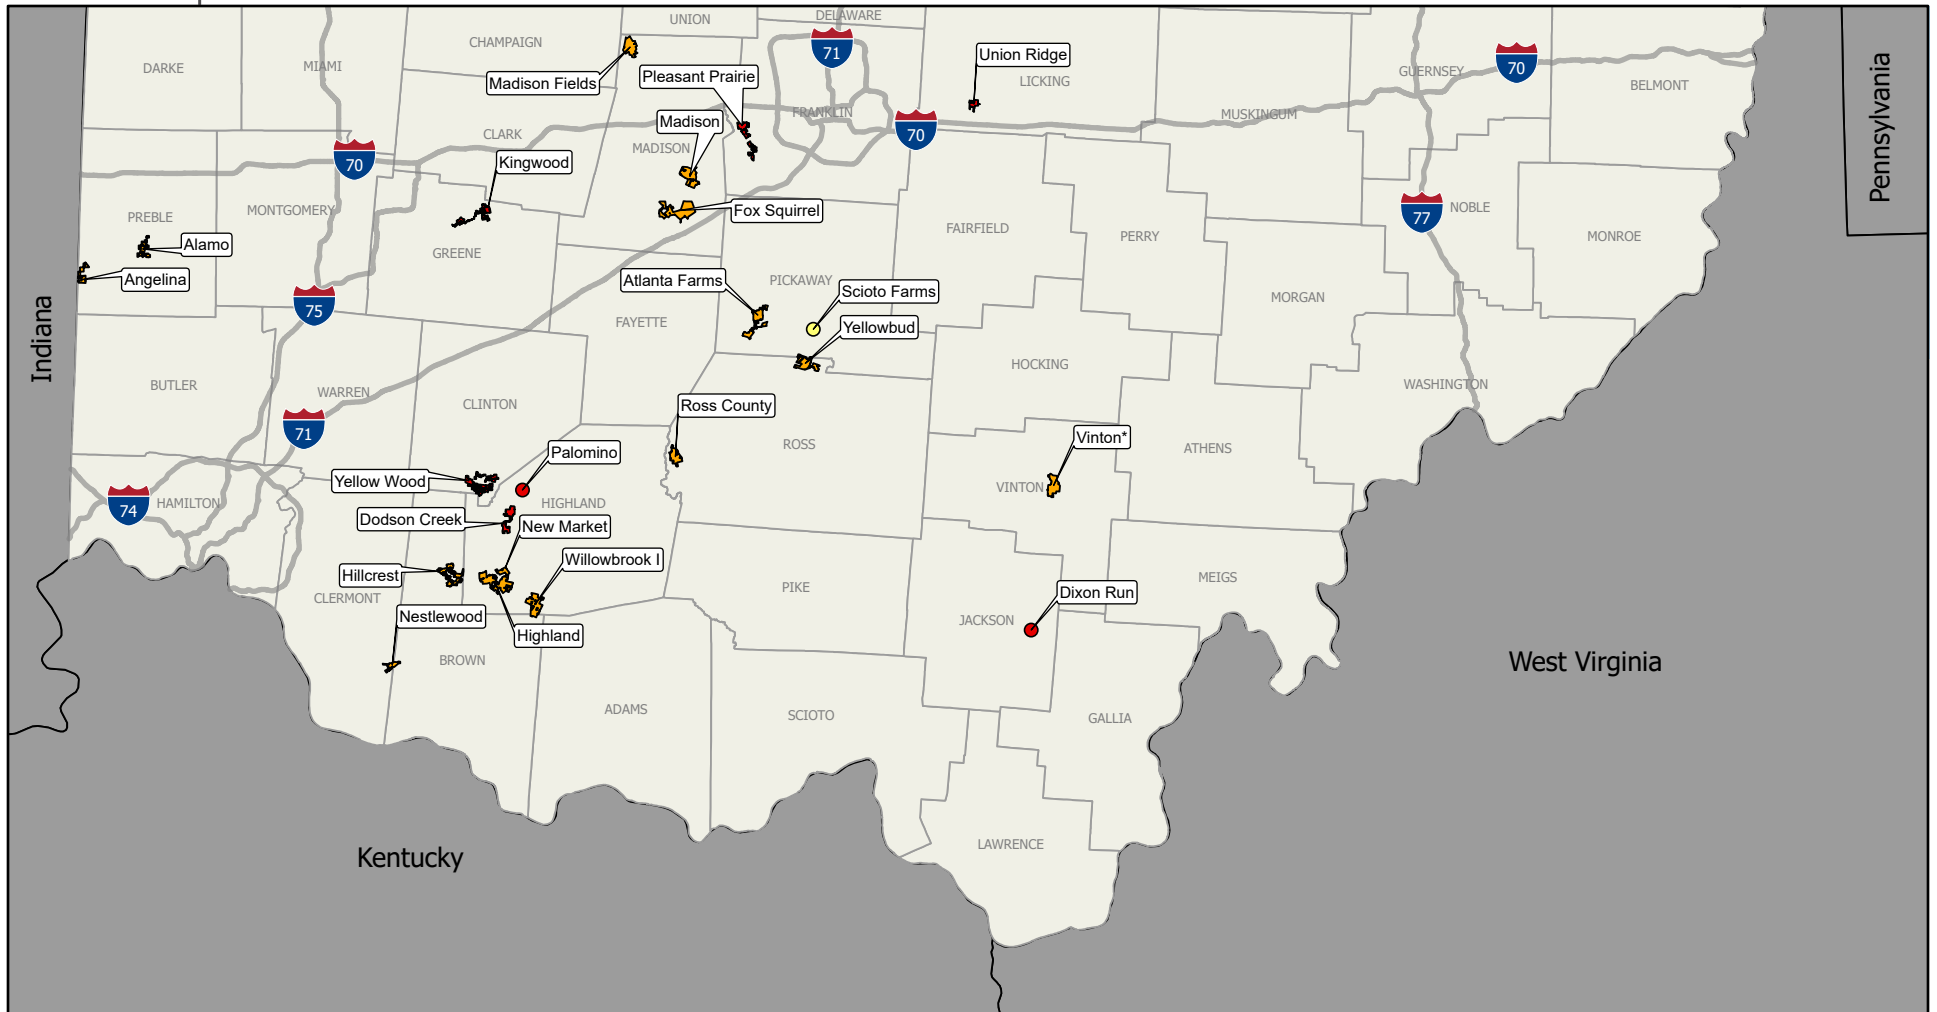 UNION
DELAWARE
CHAMPAIGN
71
Union Ridge
70
DARKE
MIAMI
Madison Fields
Pleasant Prairie
LICKING
GUERNSEY
BELMONT
Pennsylvania
FRANKLIN
MUSKINGUM
Madison
70
CLARK
MADISON
70
Kingwood
PREBLE
MONTGOMERY
Fox Squirrel
77
NOBLE
Alamo
GREENE
FAIRFIELD
PERRY
MONROE
Angelina
Atlanta Farms
PICKAWAY
Scioto Farms
MORGAN
75
FAYETTE
Yellowbud
Indiana
HOCKING
BUTLER
WARREN
CLINTON
WASHINGTON
Ross County
71
Palomino
ROSS
Vinton*
ATHENS
Yellow Wood
VINTON
74
HAMILTON
HIGHLAND
Dodson Creek
New Market
Willowbrook I
Hillcrest
CLERMONT
PIKE
MEIGS
Nestlewood
Highland
JACKSON
Dixon Run
BROWN
West Virginia
ADAMS
SCIOTO
GALLIA
Kentucky
LAWRENCE